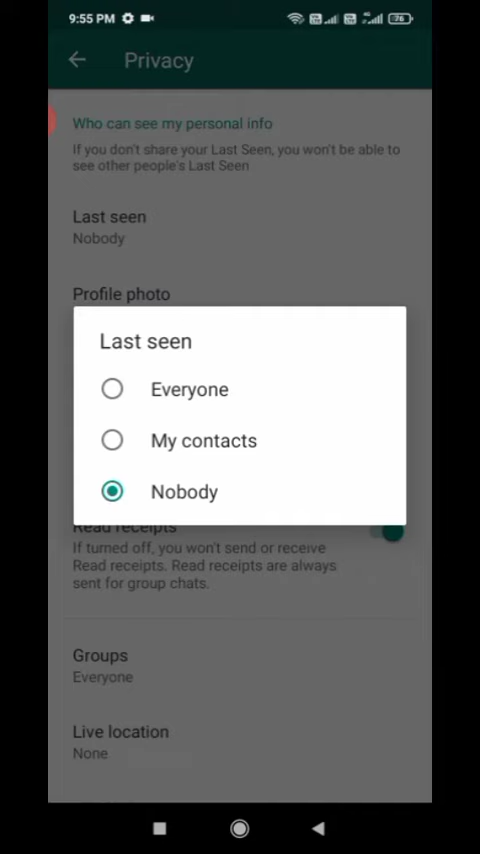 9:55 PM
76
Privacy
Who can see my personal info
If you don't share your Last Seen, you won't be able to
see other people's Last Seen
Last seen
Nobody
Profile photo
Last seen
Everyone
My contacts
Nobody
Read receipts
If turned off, you won't send or receive
Read receipts. Read receipts are always
sent for group chats.
Groups
Everyone
Live location
None